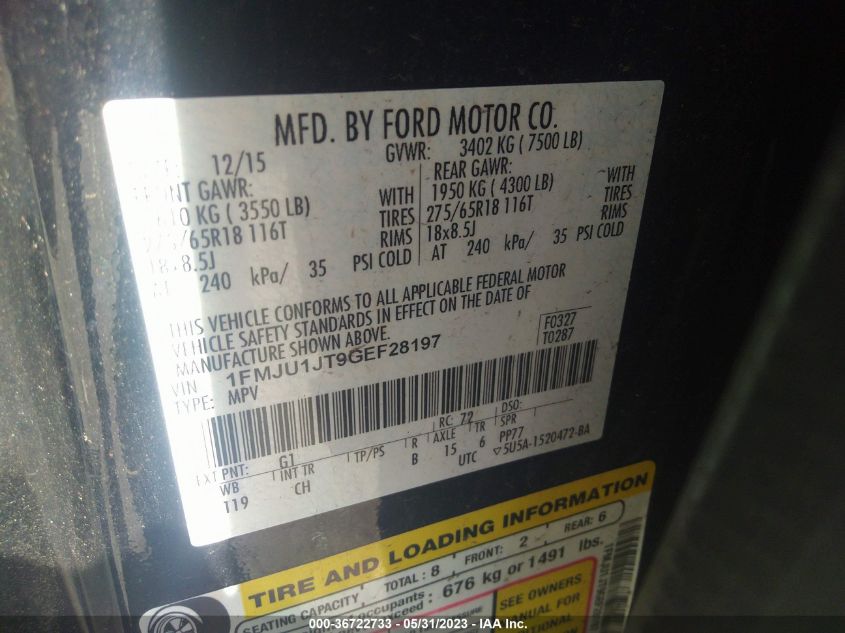 MFD. BY FORD MOTOR CO.
12/15
GVWR: 3402 KG ( 7500 LB)
GAWR:
REAR GAWR:
KG ( 3550 LB) WITH
1950 KG ( 4300 LB) WITH
/65R18 116T TIRES
275/65R18 116T TIRES
18x8.5J RIMS
18x8.5J RIMS
AT 240 kPa/ 35 PSI COLD
AT 240 kPa/ 35 PSI COLD
THIS VEHICLE CONFORMS TO ALL APPLICABLE FEDERAL MOTOR
VEHICLE SAFETY STANDARDS IN EFFECT ON THE DATE OF
MANUFACTURE SHOWN ABOVE.
F0327
T0287
VIN: 1FMJU1JT9GEF28197
TYPE: MPV
EXT PNT: G1 RC: 72 DSO:
WB INT TR TP/PS R AXLE TR SPR
119 CH B 15 6 PP77
UTC ▽5U5A-1520472-BA
TIRE AND LOADING INFORMATION
SEATING CAPACITY TOTAL: 8 FRONT: 2 REAR: 6
occupants
exceed : 676 kg or 1491 lbs.
SEE OWNERS
MANUAL FOR
000-36722733 - 05/31/2023 - IAAI Inc.